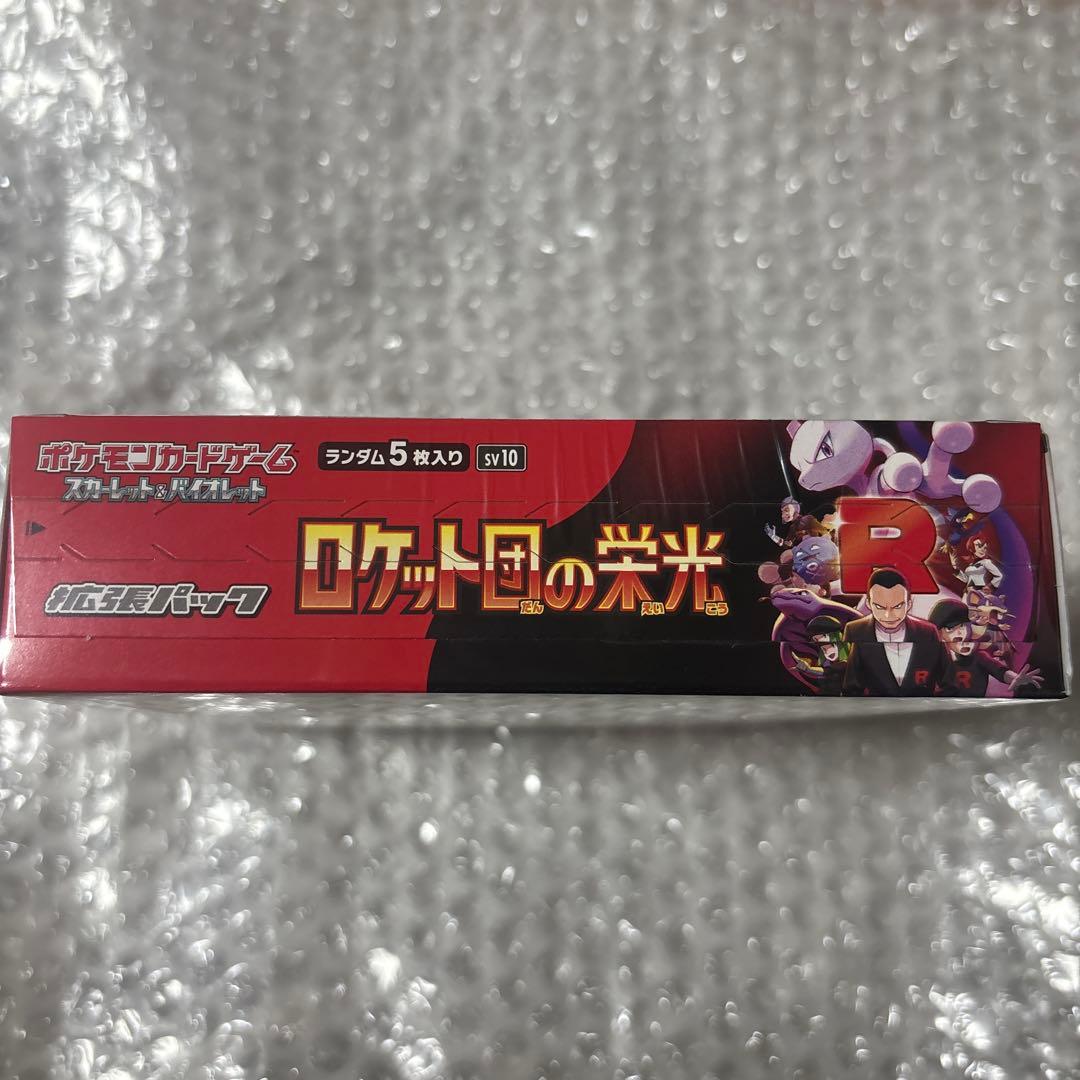 ポケモンカードゲーム
スカーレット&バイオレット
ランダム5枚入り
SV10
拡張パック
ロケット団の栄光
だん えいこう
R
R
R